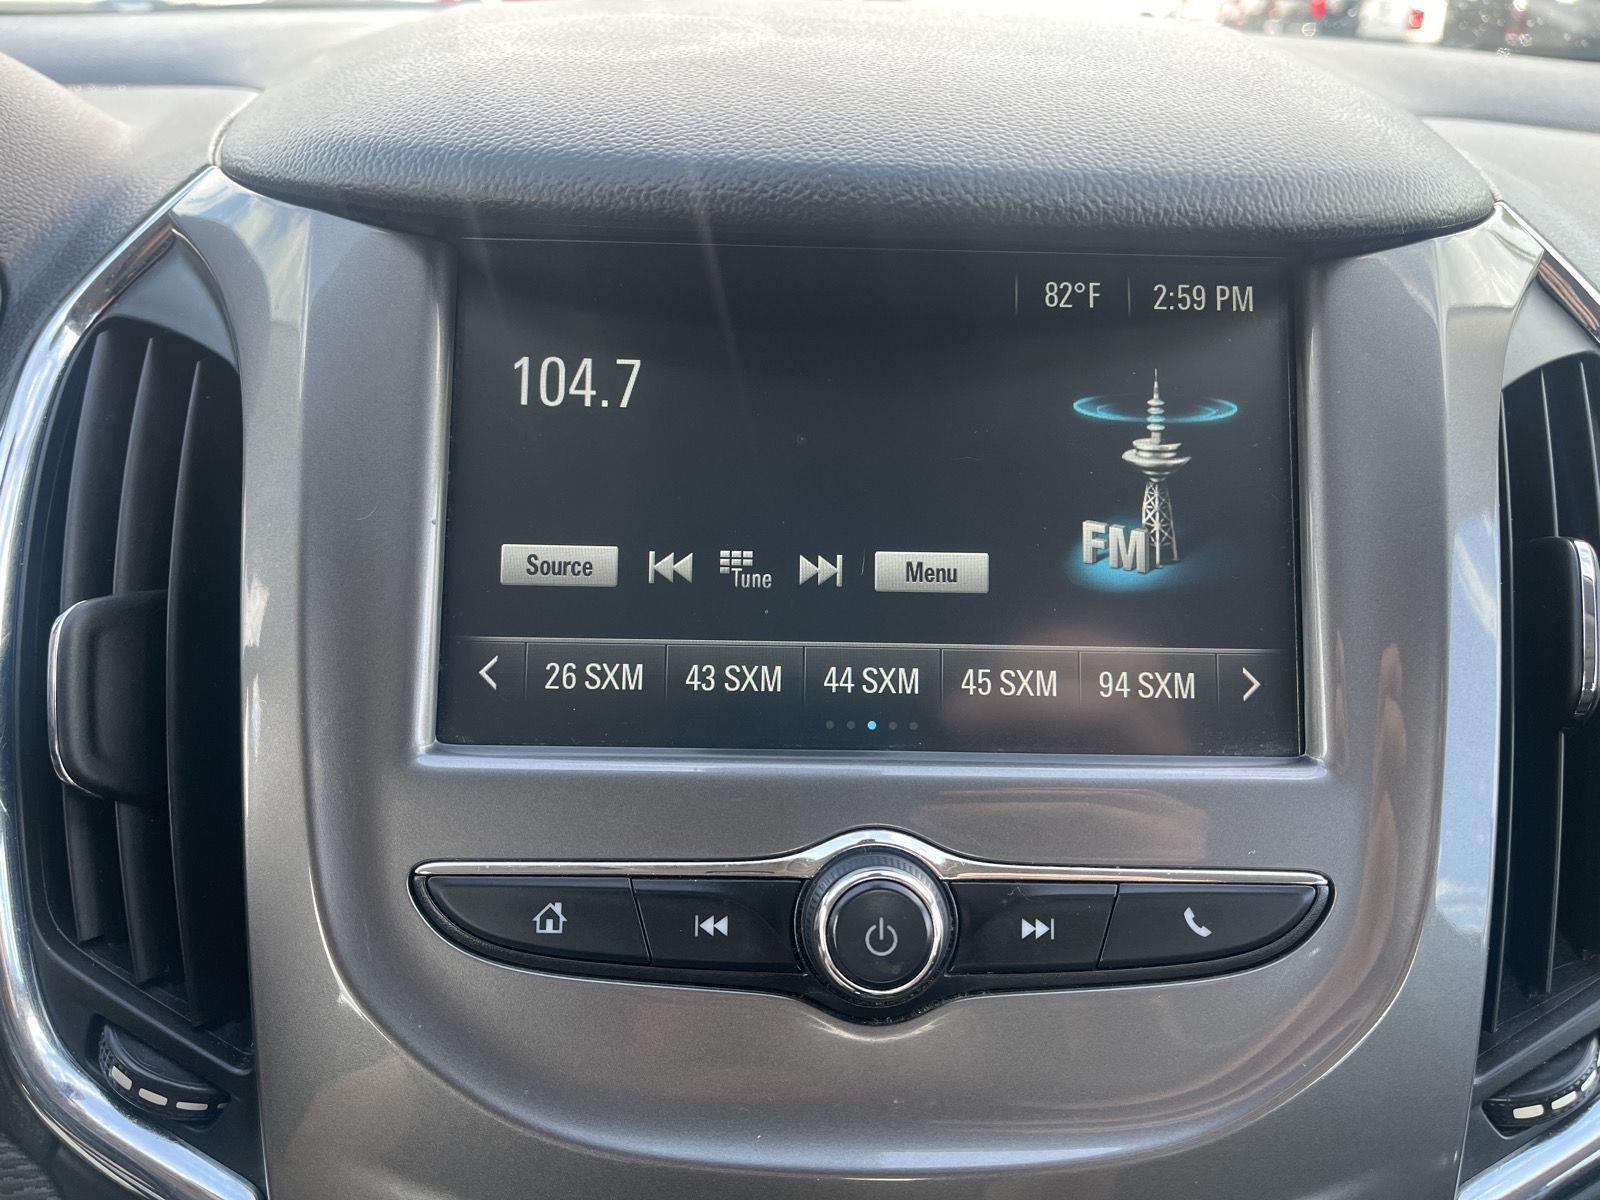 82°F 2:59 PM
104.7
FM
Source Tune Menu
26 SXM 43 SXM 44 SXM 45 SXM 94 SXM